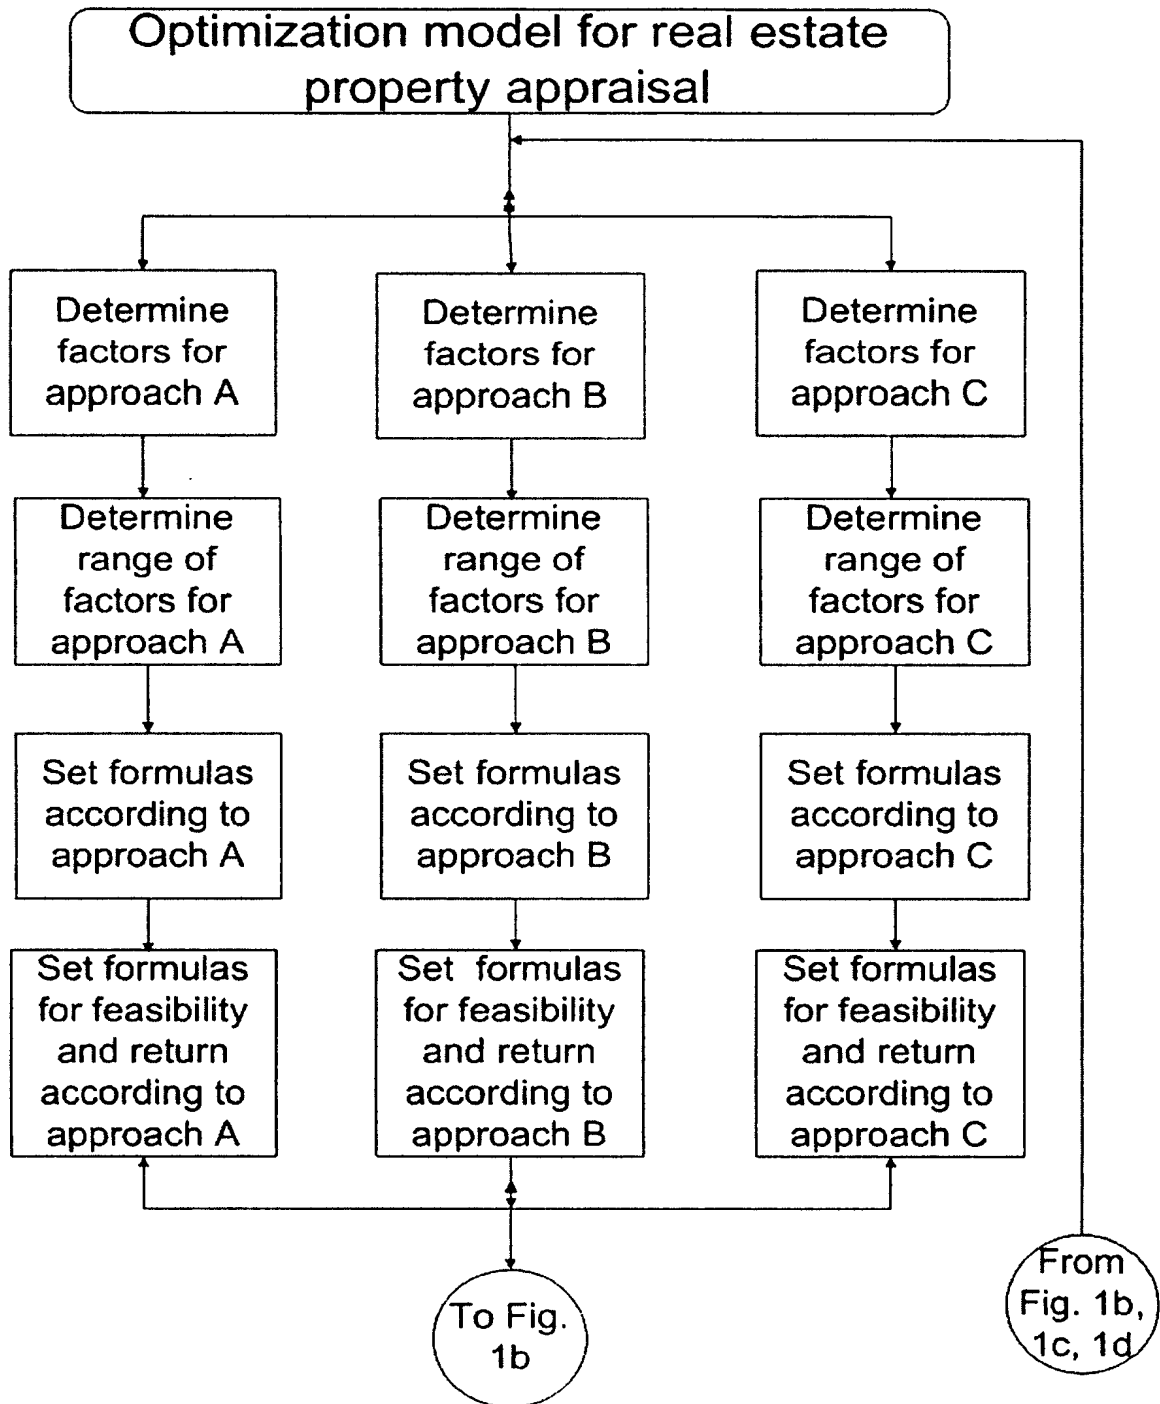 Optimization model for real estate
property appraisal
Determine
factors for
approach A
Determine
factors for
approach B
Determine
factors for
approach C
Determine
range of
factors for
approach A
Determine
range of
factors for
approach B
Determine
range of
factors for
approach C
Set formulas
according to
approach A
Set formulas
according to
approach B
Set formulas
according to
approach C
Set formulas
for feasibility
and return
according to
approach A
Set formulas
for feasibility
and return
according to
approach B
Set formulas
for feasibility
and return
according to
approach C
To Fig.
1b
From
Fig. 1b,
1c, 1d